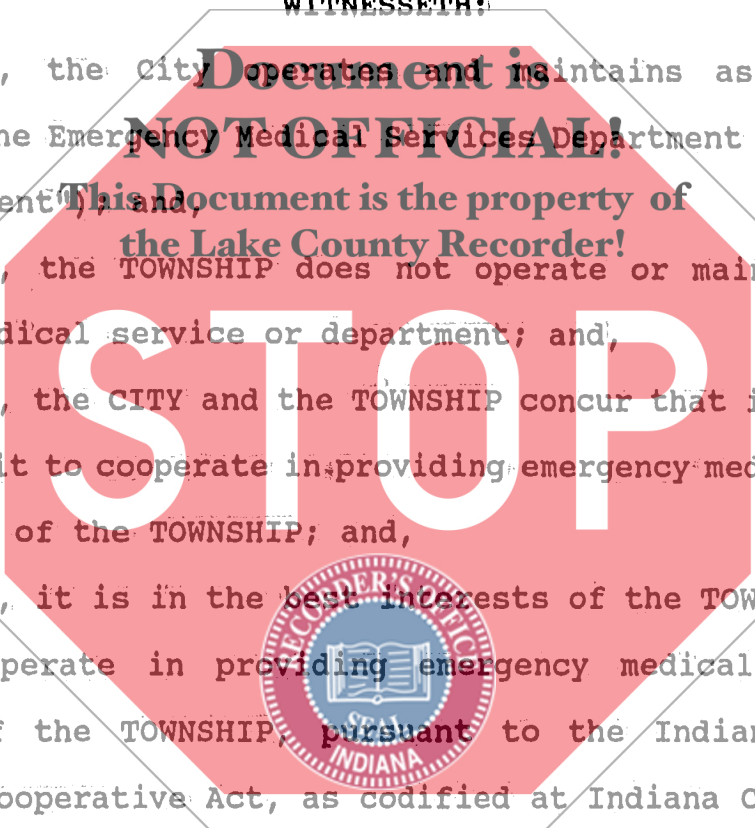 WITNESSETH:
, the City operates and maintains as
ne Emergency Medical Services Department
ent"); and,
, the TOWNSHIP does not operate or main
dical service or department; and,
, the CITY and the TOWNSHIP concur that i
it to cooperate in providing emergency med
of the TOWNSHIP; and,
, it is in the best interests of the TOW
perate in providing emergency medical
f the TOWNSHIP, pursuant to the Indian
ooperative Act, as codified at Indiana C
Document is
NOT OFFICIAL!
This Document is the property of
the Lake County Recorder!
STOP
RECORDER'S OFFICE
SEAL
INDIANA